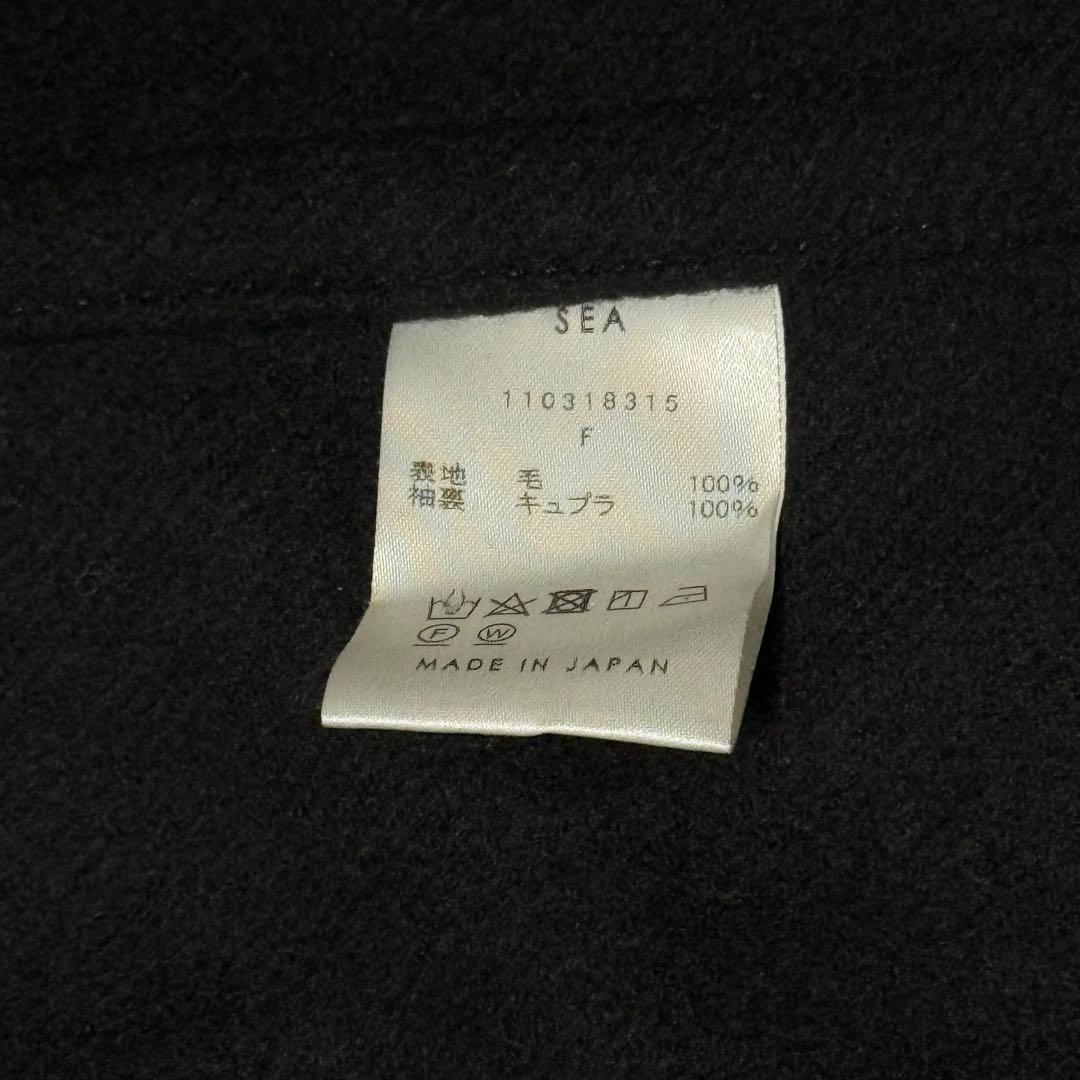 SEA
110318315
F
表地 毛 100%
袖裏 キュプラ 100%
F W
MADE IN JAPAN